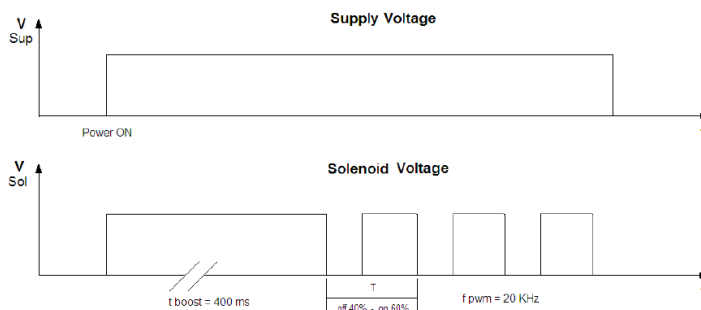 Supply Voltage
V
Sup
Power ON
Solenoid Voltage
V
Sol
t boost = 400 ms
T
off 40% - on 60%
f pwm = 20 KHz